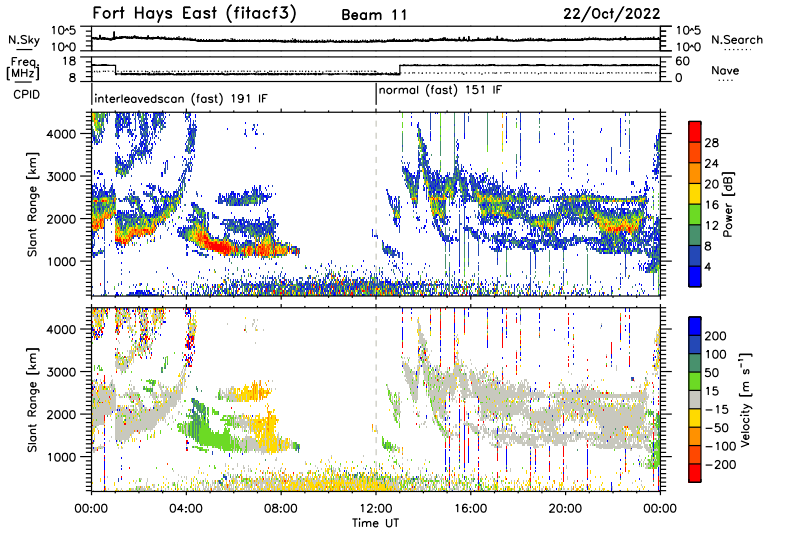 Fort Hays East (fitacf3) Beam 11 22/Oct/2022
N.Sky 10^5 10^0 10^5 10^0 N.Search
Freq. [MHz] 18 8 60 0 Nave
CPID interleavedscan (fast) 191 IF normal (fast) 151 IF
Slant Range [km]
4000
3000
2000
1000
28
24
20
16
12
8
4
Power [dB]
Slant Range [km]
4000
3000
2000
1000
200
100
50
15
−15
−50
−100
−200
Velocity [m s⁻¹]
00:00 04:00 08:00 12:00 16:00 20:00 00:00
Time UT